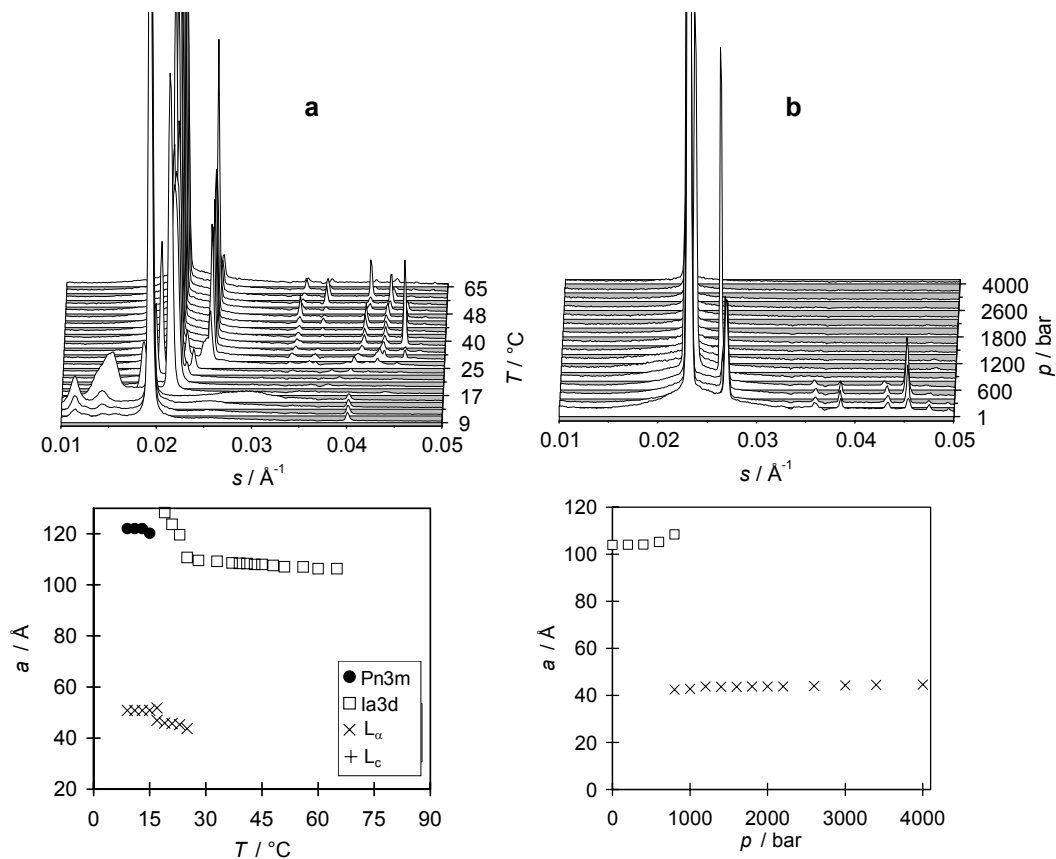 a
65
48
40
25
17
9
T / °C
0.01 0.02 0.03 0.04 0.05
s / Å-1
b
4000
2600
1800
1200
600
1
p / bar
0.01 0.02 0.03 0.04 0.05
s / Å-1
120
100
80
60
40
20
a / Å
Pn3m
Ia3d
Lα
Lc
0 15 30 45 60 75 90
T / °C
120
100
80
60
40
20
0
a / Å
0 1000 2000 3000 4000
p / bar